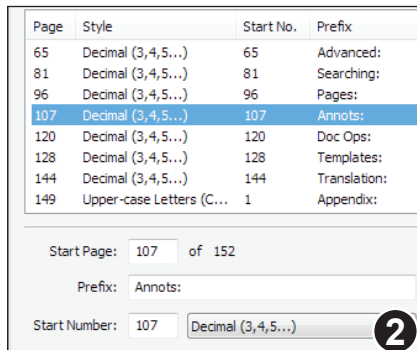 Page Style Start No. Prefix
65 Decimal (3,4,5...) 65 Advanced:
81 Decimal (3,4,5...) 81 Searching:
96 Decimal (3,4,5...) 96 Pages:
107 Decimal (3,4,5...) 107 Annots:
120 Decimal (3,4,5...) 120 Doc Ops:
128 Decimal (3,4,5...) 128 Templates:
144 Decimal (3,4,5...) 144 Translation:
149 Upper-case Letters (C... 1 Appendix:
Start Page: 107 of 152
Prefix: Annots:
Start Number: 107 Decimal (3,4,5...) 2